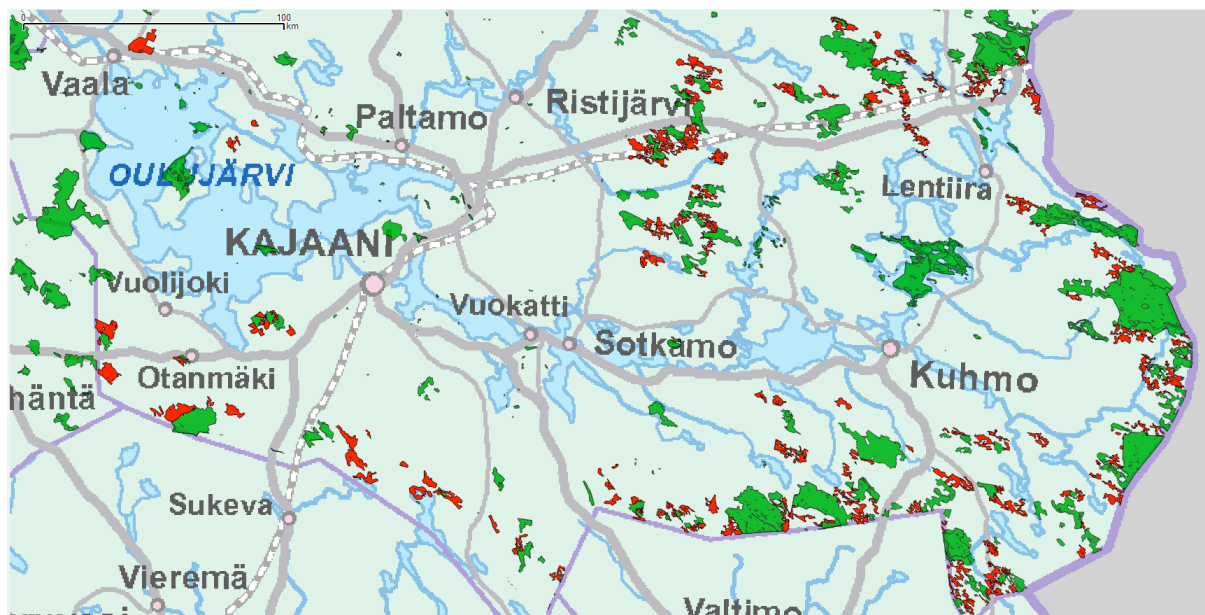 0 100
km
Vaala
Paltamo
Ristijärvi
OULUJÄRVI
Lentiira
KAJAANI
Vuolijoki
Vuokatti
Sotkamo
Otanmäki
Kuhmo
häntä
Sukeva
Vieremä
Valtimo